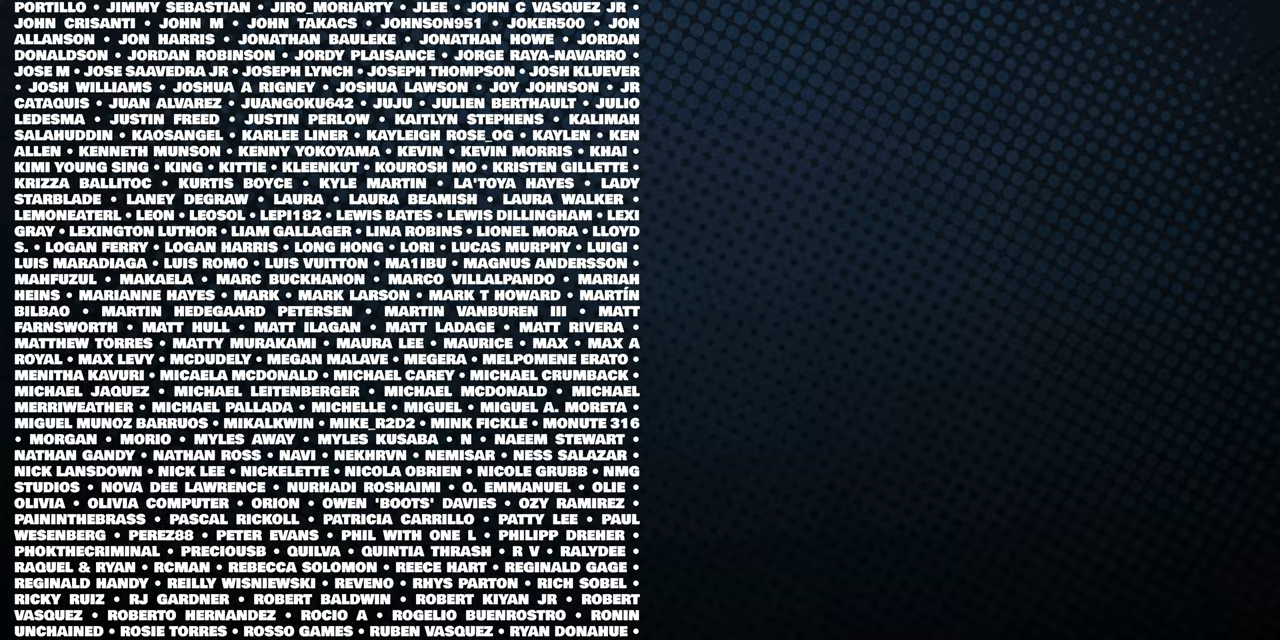 PORTILLO • JIMMY SEBASTIAN • JIRO_MORIARTY • JLEE • JOHN C VASQUEZ JR •
JOHN CRISANTI • JOHN M • JOHN TAKACS • JOHNSON951 • JOKER500 • JON
ALLANSON • JON HARRIS • JONATHAN BAULEKE • JONATHAN HOWE • JORDAN
DONALDSON • JORDAN ROBINSON • JORDY PLAISANCE • JORGE RAYA-NAVARRO •
JOSE M • JOSE SAAVEDRA JR • JOSEPH LYNCH • JOSEPH THOMPSON • JOSH KLUEVER
• JOSH WILLIAMS • JOSHUA A RIGNEY • JOSHUA LAWSON • JOY JOHNSON • JR
CATAQUIS • JUAN ALVAREZ • JUANGOKU642 • JUJU • JULIEN BERTHAULT • JULIO
LEDESMA • JUSTIN FREED • JUSTIN PERLOW • KAITLYN STEPHENS • KALIMAH
SALAHUDDIN • KAOSANGEL • KARLEE LINER • KAYLEIGH ROSE_OG • KAYLEN • KEN
ALLEN • KENNETH MUNSON • KENNY YOKOYAMA • KEVIN • KEVIN MORRIS • KHAI •
KIMI YOUNG SING • KING • KITTIE • KLEENKUT • KOUROSH MO • KRISTEN GILLETTE •
KRIZZA BALLITOC • KURTIS BOYCE • KYLE MARTIN • LA'TOYA HAYES • LADY
STARBLADE • LANEY DEGRAW • LAURA • LAURA BEAMISH • LAURA WALKER •
LEMONEATERL • LEON • LEOSOL • LEPI182 • LEWIS BATES • LEWIS DILLINGHAM • LEXI
GRAY • LEXINGTON LUTHOR • LIAM GALLAGER • LINA ROBINS • LIONEL MORA • LLOYD
S. • LOGAN FERRY • LOGAN HARRIS • LONG HONG • LORI • LUCAS MURPHY • LUIGI •
LUIS MARADIAGA • LUIS ROMO • LUIS VUITTON • MA1IBU • MAGNUS ANDERSSON •
MAHFUZUL • MAKAELA • MARC BUCKHANON • MARCO VILLALPANDO • MARIAH
HEINS • MARIANNE HAYES • MARK • MARK LARSON • MARK T HOWARD • MARTÍN
BILBAO • MARTIN HEDEGAARD PETERSEN • MARTIN VANBUREN III • MATT
FARNSWORTH • MATT HULL • MATT ILAGAN • MATT LADAGE • MATT RIVERA •
MATTHEW TORRES • MATTY MURAKAMI • MAURA LEE • MAURICE • MAX • MAX A
ROYAL • MAX LEVY • MCDUDELY • MEGAN MALAVE • MEGERA • MELPOMENE ERATO •
MENITHA KAVURI • MICAELA MCDONALD • MICHAEL CAREY • MICHAEL CRUMBACK •
MICHAEL JAQUEZ • MICHAEL LEITENBERGER • MICHAEL MCDONALD • MICHAEL
MERRIWEATHER • MICHAEL PALLADA • MICHELLE • MIGUEL • MIGUEL A. MORETA •
MIGUEL MUNOZ BARRUOS • MIKALKWIN • MIKE_R2D2 • MINK FICKLE • MONUTE 316
• MORGAN • MORIO • MYLES AWAY • MYLES KUSABA • N • NAEEM STEWART •
NATHAN GANDY • NATHAN ROSS • NAVI • NEKHRVN • NEMISAR • NESS SALAZAR •
NICK LANSDOWN • NICK LEE • NICKELETTE • NICOLA OBRIEN • NICOLE GRUBB • NMG
STUDIOS • NOVA DEE LAWRENCE • NURHADI ROSHAIMI • O. EMMANUEL • OLIE •
OLIVIA • OLIVIA COMPUTER • ORION • OWEN 'BOOTS' DAVIES • OZY RAMIREZ •
PAININTHEBRASS • PASCAL RICKOLL • PATRICIA CARRILLO • PATTY LEE • PAUL
WESENBERG • PEREZ88 • PETER EVANS • PHIL WITH ONE L • PHILIPP DREHER •
PHOKTHECRIMINAL • PRECIOUSB • QUILVA • QUINTIA THRASH • R V • RALYDEE •
RAQUEL & RYAN • RCMAN • REBECCA SOLOMON • REECE HART • REGINALD GAGE •
REGINALD HANDY • REILLY WISNIEWSKI • REVENO • RHYS PARTON • RICH SOBEL •
RICKY RUIZ • RJ GARDNER • ROBERT BALDWIN • ROBERT KIYAN JR • ROBERT
VASQUEZ • ROBERTO HERNANDEZ • ROCIO A • ROGELIO BUENROSTRO • RONIN
UNCHAINED • ROSIE TORRES • ROSSO GAMES • RUBEN VASQUEZ • RYAN DONAHUE •